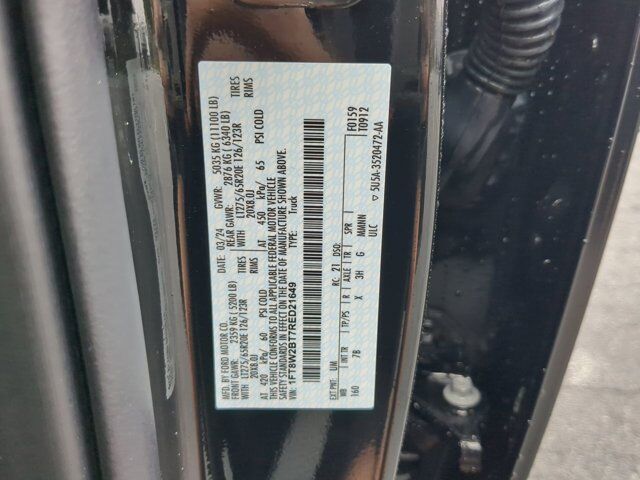 MFD. BY FORD MOTOR CO.
DATE: 03/24 GVWR: 5035 KG (11100 LB)
FRONT GAWR: 2359 KG (5200 LB) REAR GAWR: 2876 KG (6340 LB)
WITH LT275/65R20E 126/123R TIRES WITH LT275/65R20E 126/123R TIRES
20X8.0J RIMS 20X8.0J RIMS
AT 420 kPa/ 60 PSI COLD AT 450 kPa/ 65 PSI COLD
THIS VEHICLE CONFORMS TO ALL APPLICABLE FEDERAL MOTOR VEHICLE
SAFETY STANDARDS IN EFFECT ON THE DATE OF MANUFACTURE SHOWN ABOVE.
VIN: 1FT8W2BT7RED21649 TYPE: Truck
F0159
T0912
EXT PNT: UM RC: 21 DSO:
WB INT TR TP/PS R AXLE TR SPR
160 7B X 3H G
ULC
5U5A-3520472-AA